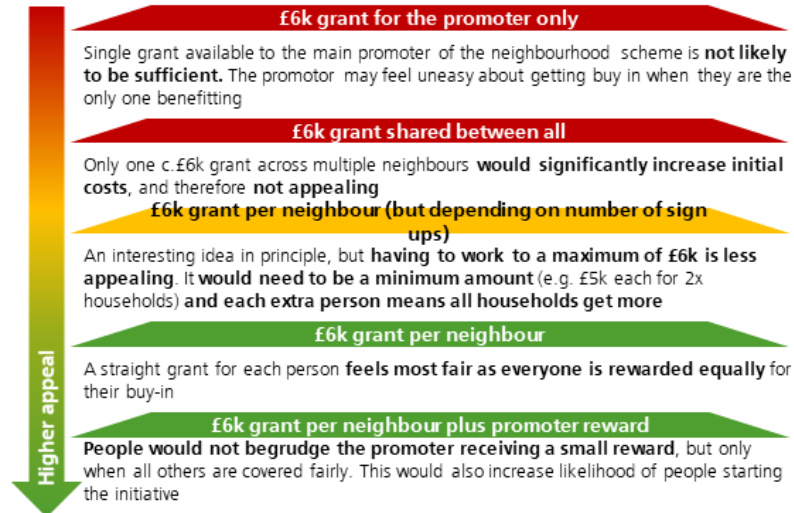 £6k grant for the promoter only
Single grant available to the main promoter of the neighbourhood scheme is not likely
to be sufficient. The promotor may feel uneasy about getting buy in when they are the
only one benefitting
£6k grant shared between all
Only one c.£6k grant across multiple neighbours would significantly increase initial
costs, and therefore not appealing
£6k grant per neighbour (but depending on number of sign
ups)
An interesting idea in principle, but having to work to a maximum of £6k is less
appealing. It would need to be a minimum amount (e.g. £5k each for 2x
households) and each extra person means all households get more
£6k grant per neighbour
A straight grant for each person feels most fair as everyone is rewarded equally for
their buy-in
£6k grant per neighbour plus promoter reward
People would not begrudge the promoter receiving a small reward, but only
when all others are covered fairly. This would also increase likelihood of people starting
the initiative
Higher appeal